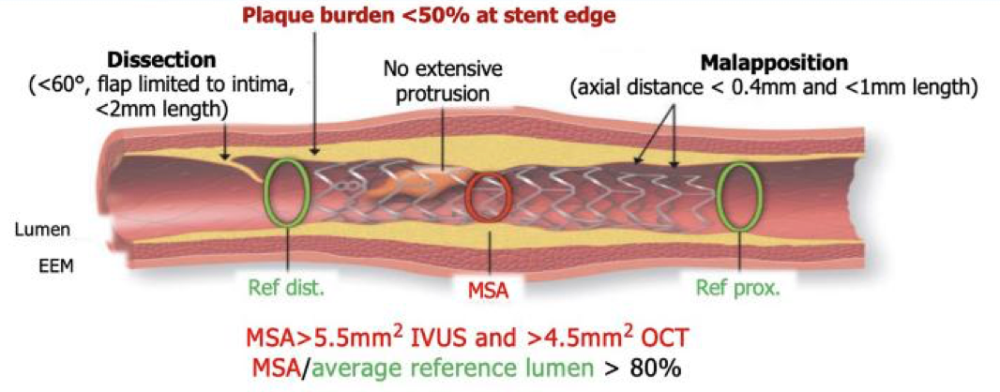 Plaque burden <50% at stent edge
Dissection
(<60°, flap limited to intima,
<2mm length)
No extensive
protrusion
Malapposition
(axial distance < 0.4mm and <1mm length)
Lumen
EEM
Ref dist.
MSA
Ref prox.
MSA>5.5mm² IVUS and >4.5mm² OCT
MSA/average reference lumen > 80%